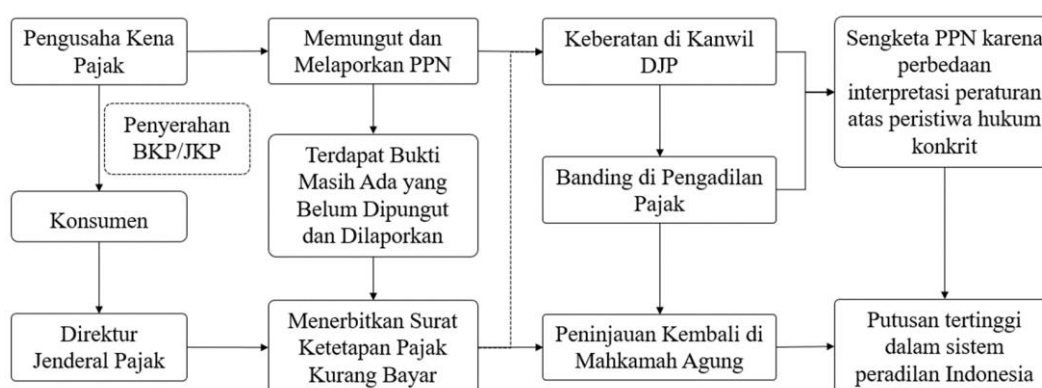 Pengusaha Kena
Pajak
Memungut dan
Melaporkan PPN
Keberatan di Kanwil
DJP
Sengketa PPN karena
perbedaan
interpretasi peraturan
atas peristiwa hukum
konkrit
Penyerahan
BKP/JKP
Terdapat Bukti
Masih Ada yang
Belum Dipungut
dan Dilaporkan
Banding di Pengadilan
Pajak
Konsumen
Direktur
Jenderal Pajak
Menerbitkan Surat
Ketetapan Pajak
Kurang Bayar
Peninjauan Kembali di
Mahkamah Agung
Putusan tertinggi
dalam sistem
peradilan Indonesia